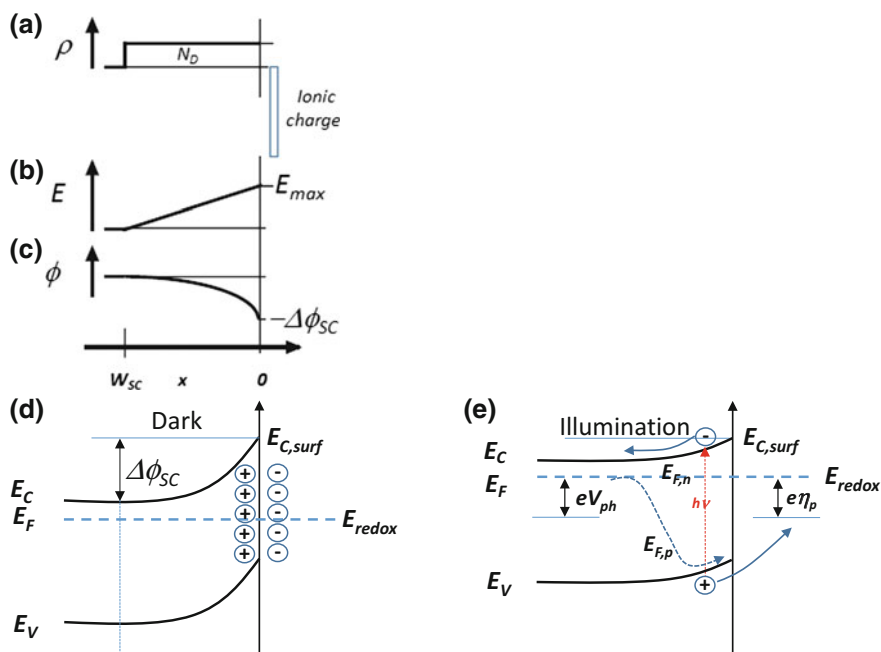 (a)
ρ
N_D
Ionic
charge
(b)
E
E_max
(c)
ϕ
-Δϕ_SC
W_SC x 0
(d)
Dark
E_C,surf
Δϕ_SC
E_C
E_F
E_redox
E_V
+ -
+ -
+ -
+ -
+ -
(e)
Illumination
-
E_C,surf
E_C
E_F,n
E_F
E_redox
eV_ph
hν
eη_p
E_F,p
E_V
+